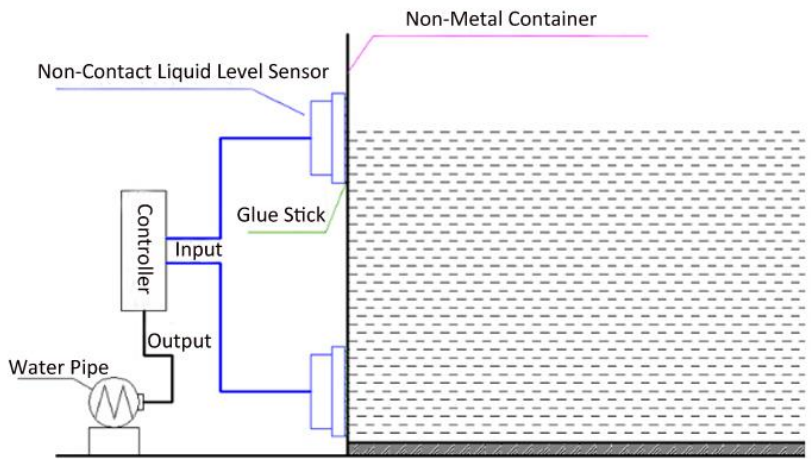 Non-Metal Container
Non-Contact Liquid Level Sensor
Controller
Glue Stick
Input
Output
Water Pipe